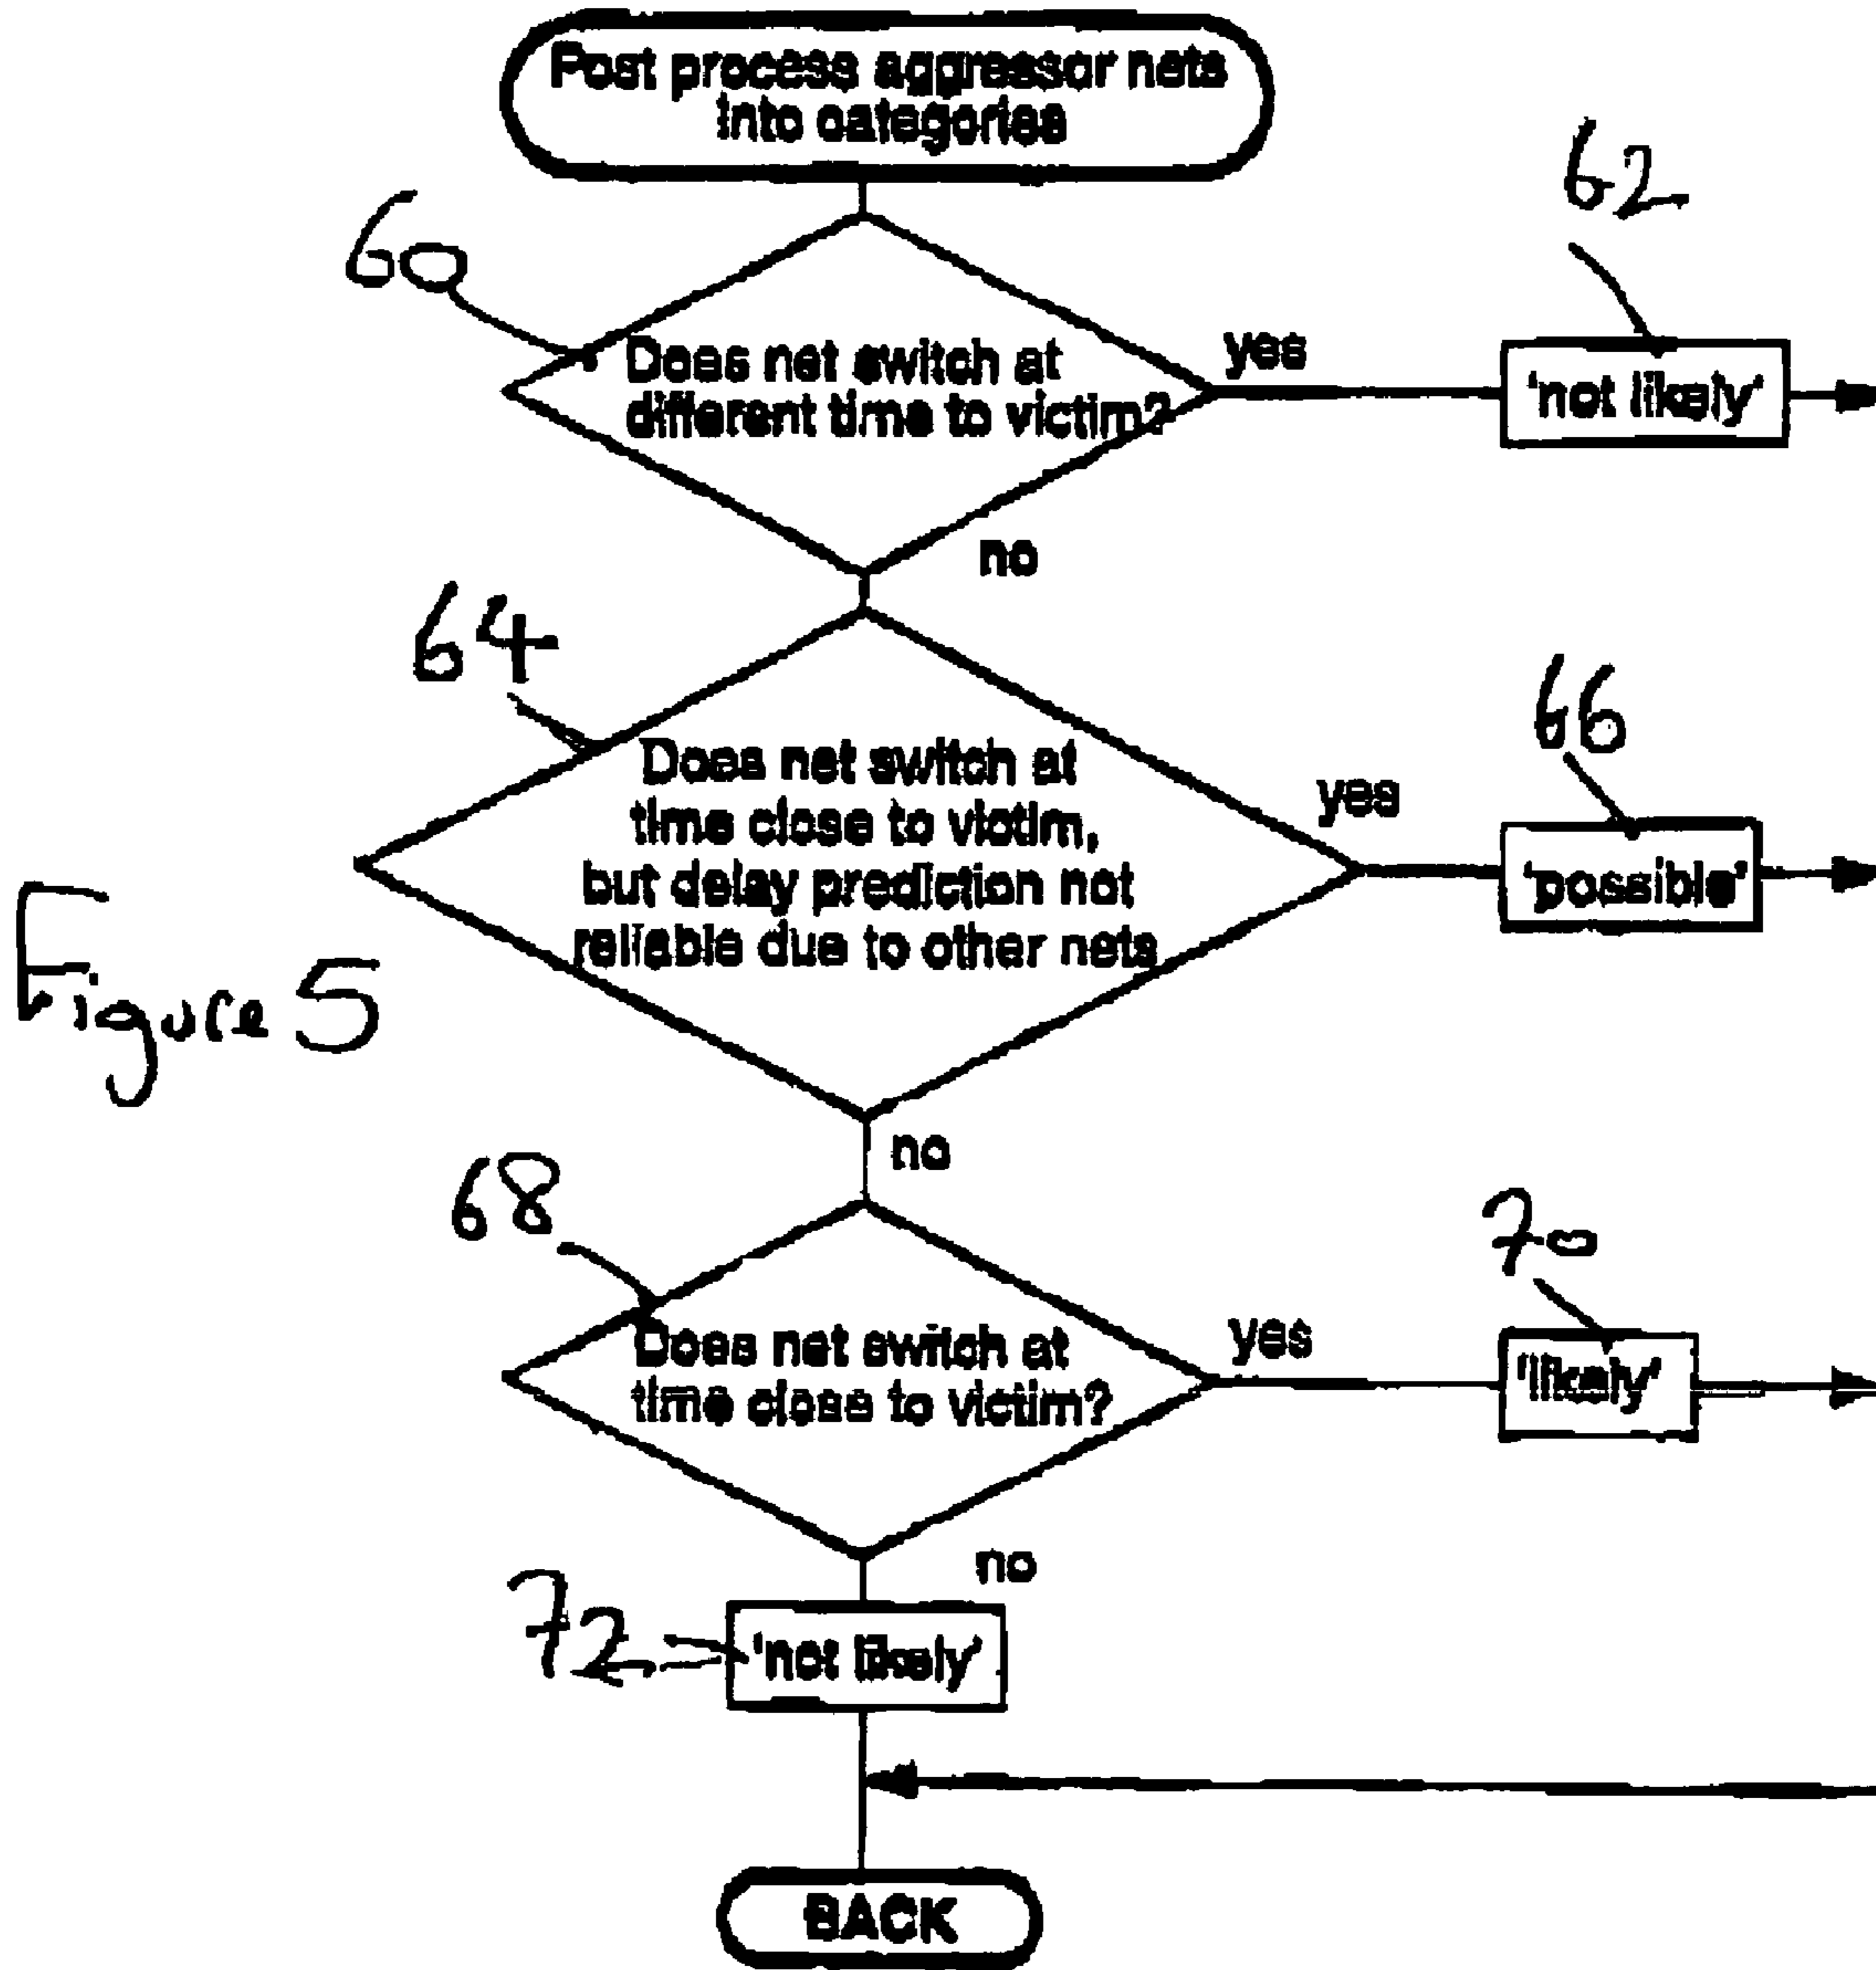 Post process aggressor nets
into categories
60
62
Does net switch at
different time to victim?
yes
'not likely'
no
64
66
Does net switch at
time close to victim,
but delay prediction not
reliable due to other nets
yes
'possible'
Figure 5
no
68
70
Does net switch at
time close to victim?
yes
'likely'
no
72
'not likely'
BACK